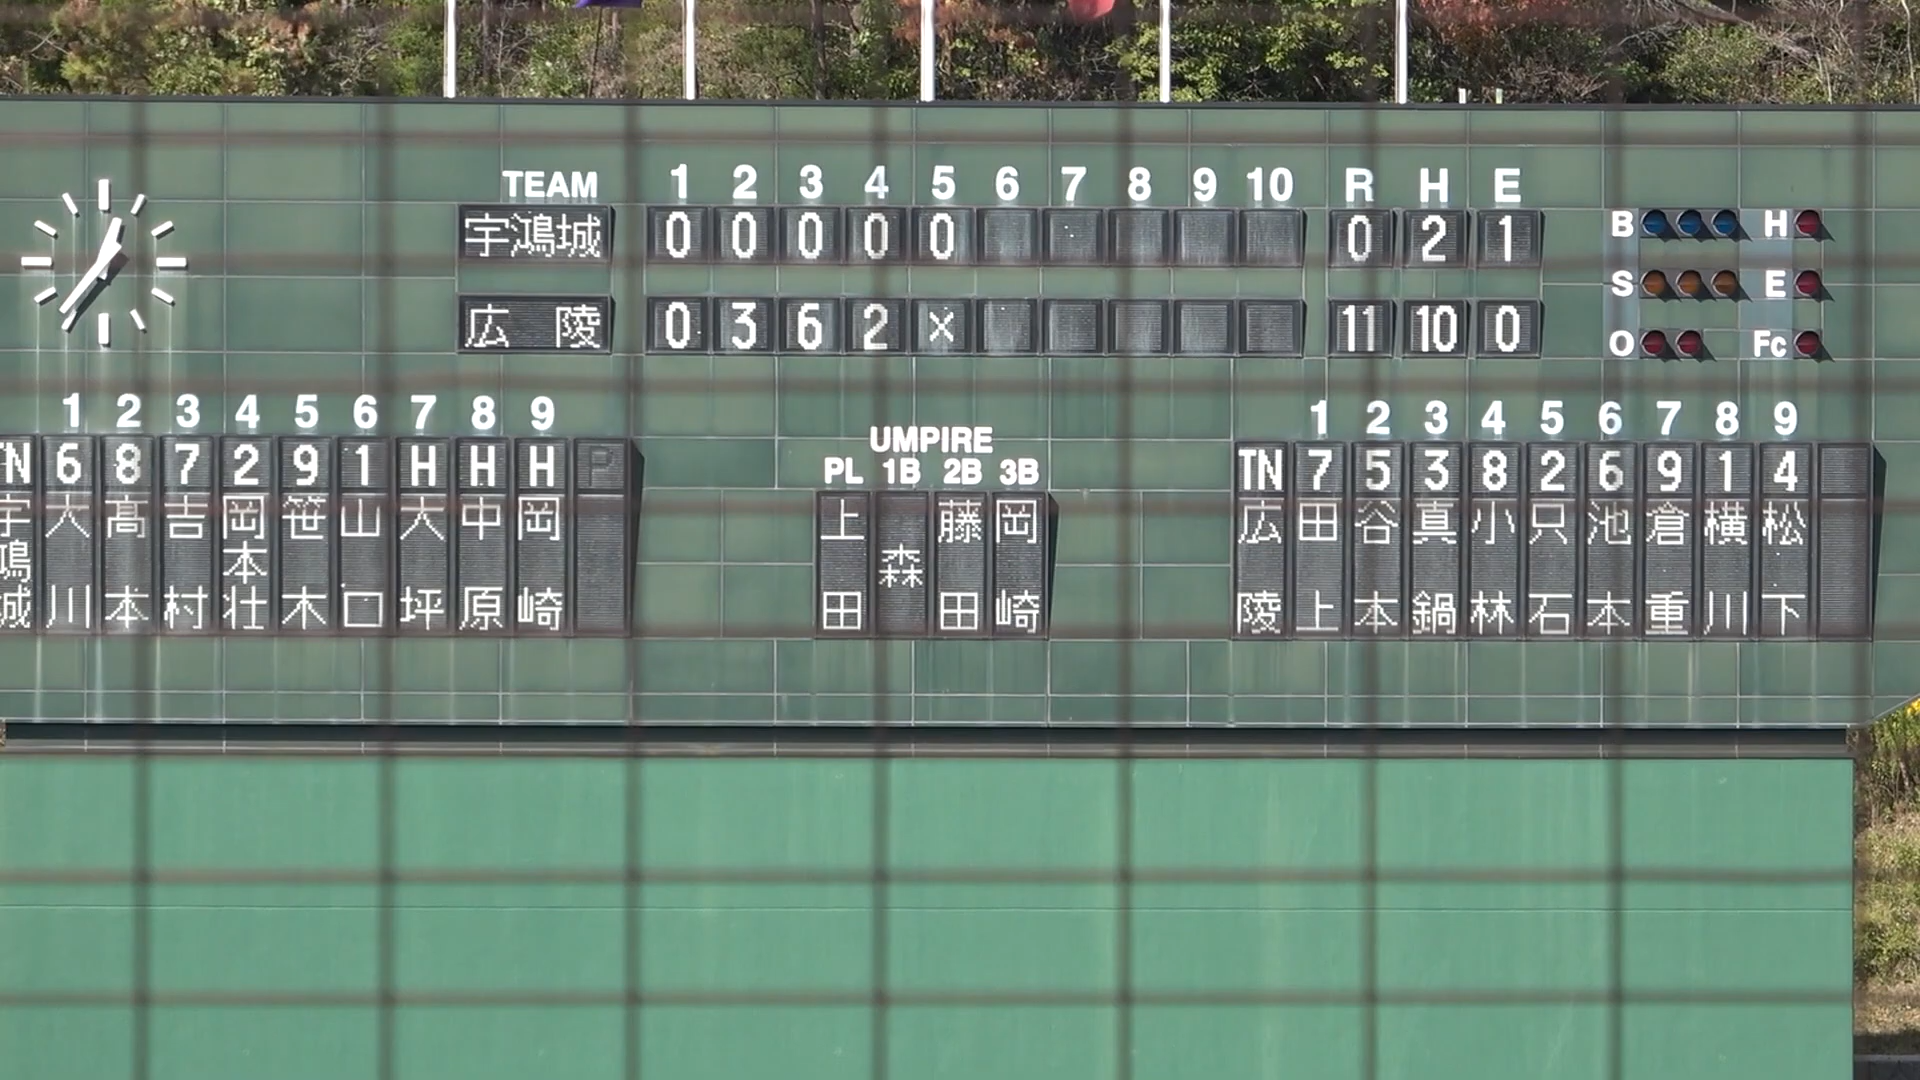 TEAM 1 2 3 4 5 6 7 8 9 10 R H E
宇鴻城 0 0 0 0 0 0 2 1
広陵 0 3 6 2 X 11 10 0
B H
S E
O Fc
1 2 3 4 5 6 7 8 9
TN 6 8 7 2 9 1 H H H P
宇鴻城 大川 髙本 吉村 岡本壮 笹木 山口 大坪 中原 岡崎
UMPIRE
PL 1B 2B 3B
上田 森 藤田 岡崎
1 2 3 4 5 6 7 8 9
TN 7 5 3 8 2 6 9 1 4
広陵 田上 谷本 真鍋 小林 只石 池本 倉重 横川 松下